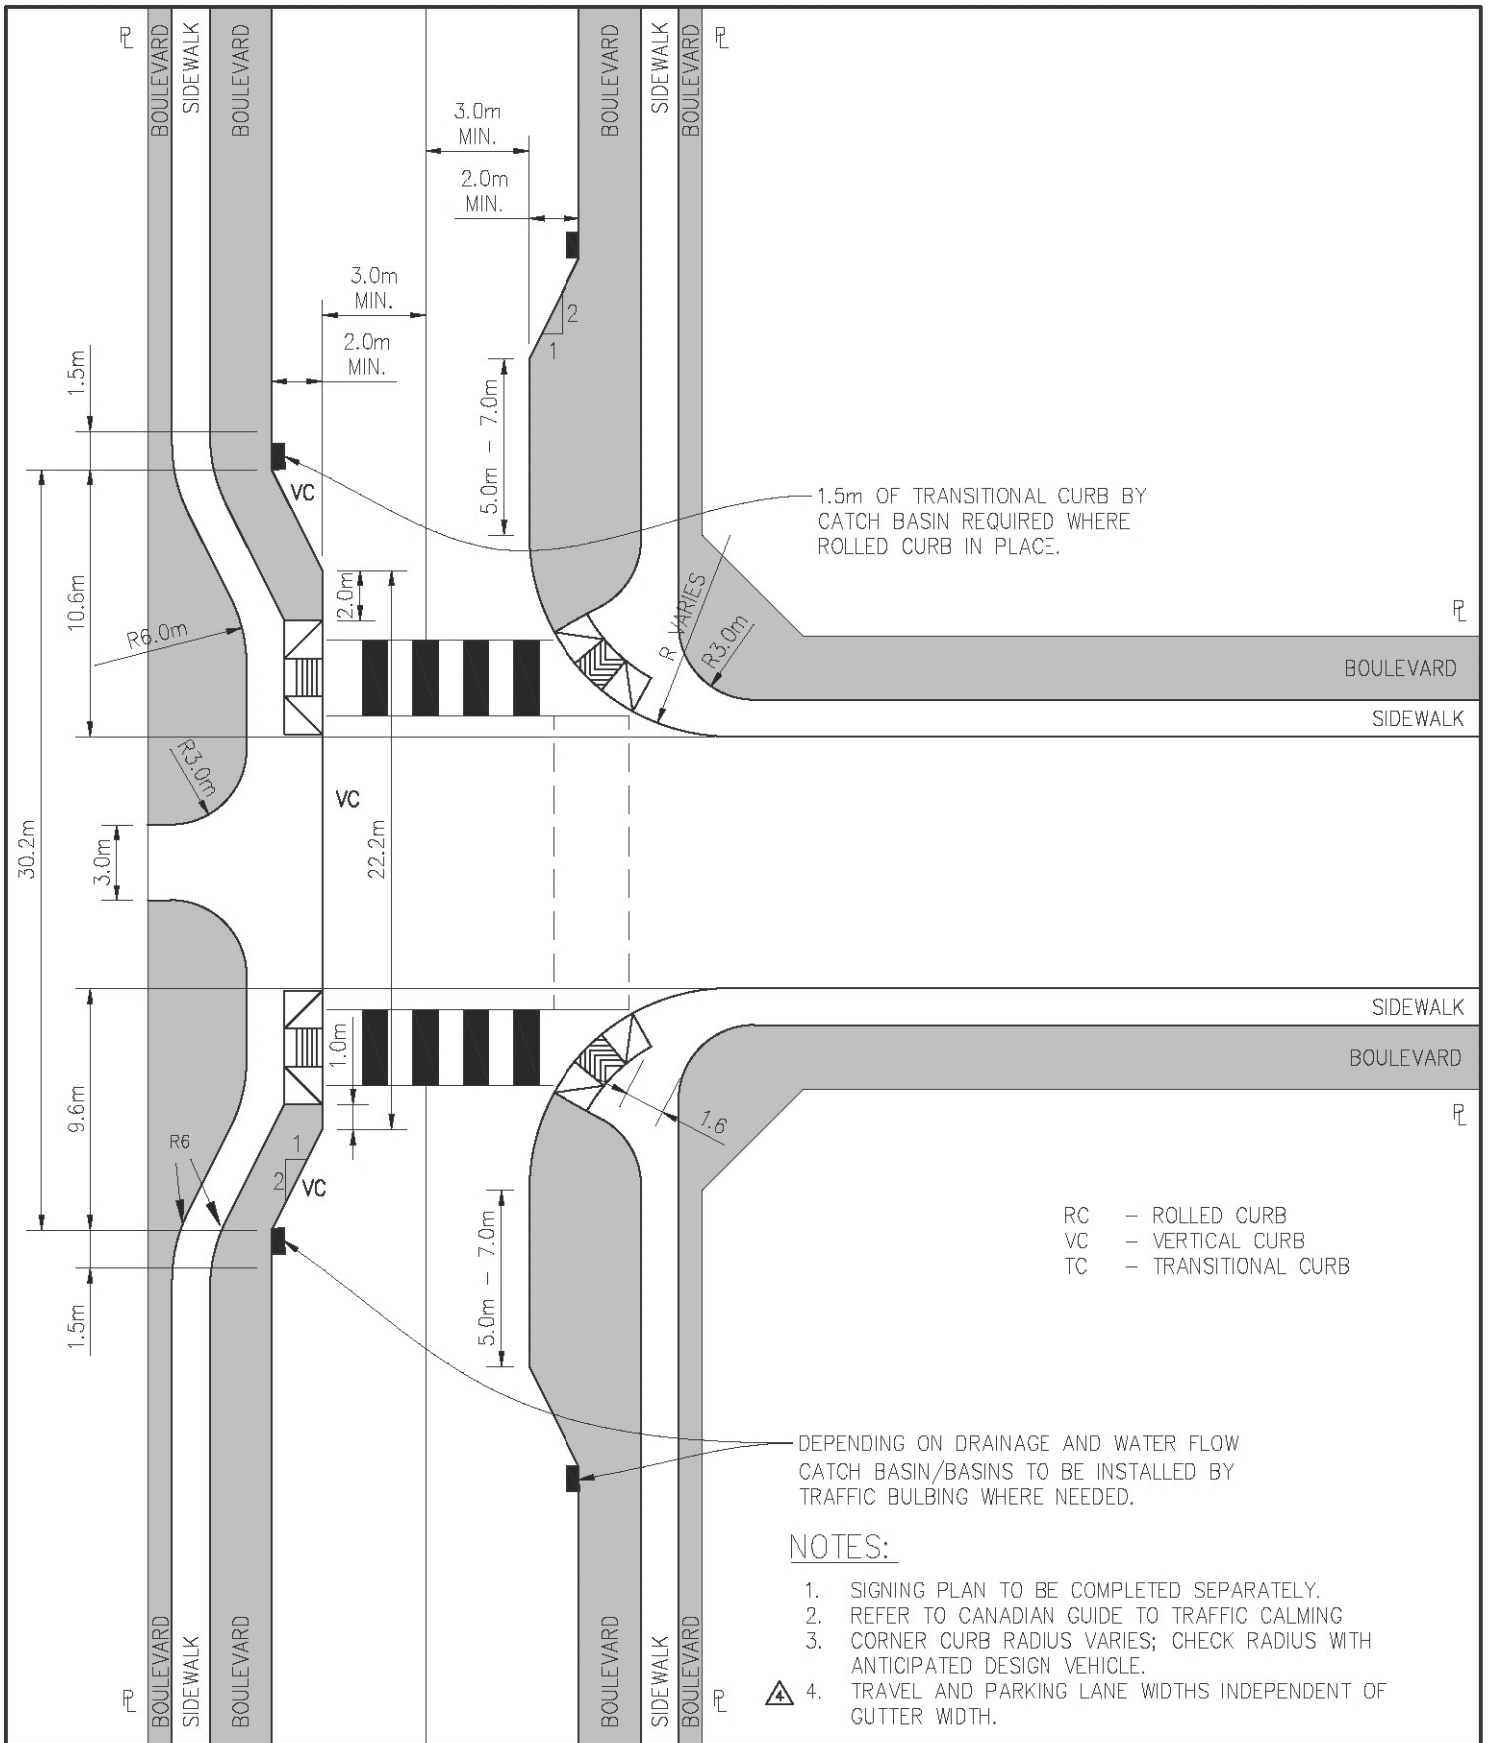 BOULEVARD
SIDEWALK
BOULEVARD
BOULEVARD
SIDEWALK
BOULEVARD
3.0m
MIN.
2.0m
MIN.
3.0m
MIN.
2.0m
MIN.
1.5m
2
1
5.0m - 7.0m
VC
1.5m OF TRANSITIONAL CURB BY
CATCH BASIN REQUIRED WHERE
ROLLED CURB IN PLACE.
10.6m
2.0m
R6.0m
R VARIES
R3.0m
BOULEVARD
SIDEWALK
R3.0m
VC
30.2m
3.0m
22.2m
SIDEWALK
BOULEVARD
1.0m
9.6m
R6
1
2
VC
1.6
5.0m - 7.0m
1.5m
RC - ROLLED CURB
VC - VERTICAL CURB
TC - TRANSITIONAL CURB
DEPENDING ON DRAINAGE AND WATER FLOW
CATCH BASIN/BASINS TO BE INSTALLED BY
TRAFFIC BULBING WHERE NEEDED.
NOTES:
1. SIGNING PLAN TO BE COMPLETED SEPARATELY.
2. REFER TO CANADIAN GUIDE TO TRAFFIC CALMING
3. CORNER CURB RADIUS VARIES; CHECK RADIUS WITH
ANTICIPATED DESIGN VEHICLE.
4 4. TRAVEL AND PARKING LANE WIDTHS INDEPENDENT OF
GUTTER WIDTH.
BOULEVARD
SIDEWALK
BOULEVARD
BOULEVARD
SIDEWALK
BOULEVARD
PL
PL
PL
PL
PL
PL